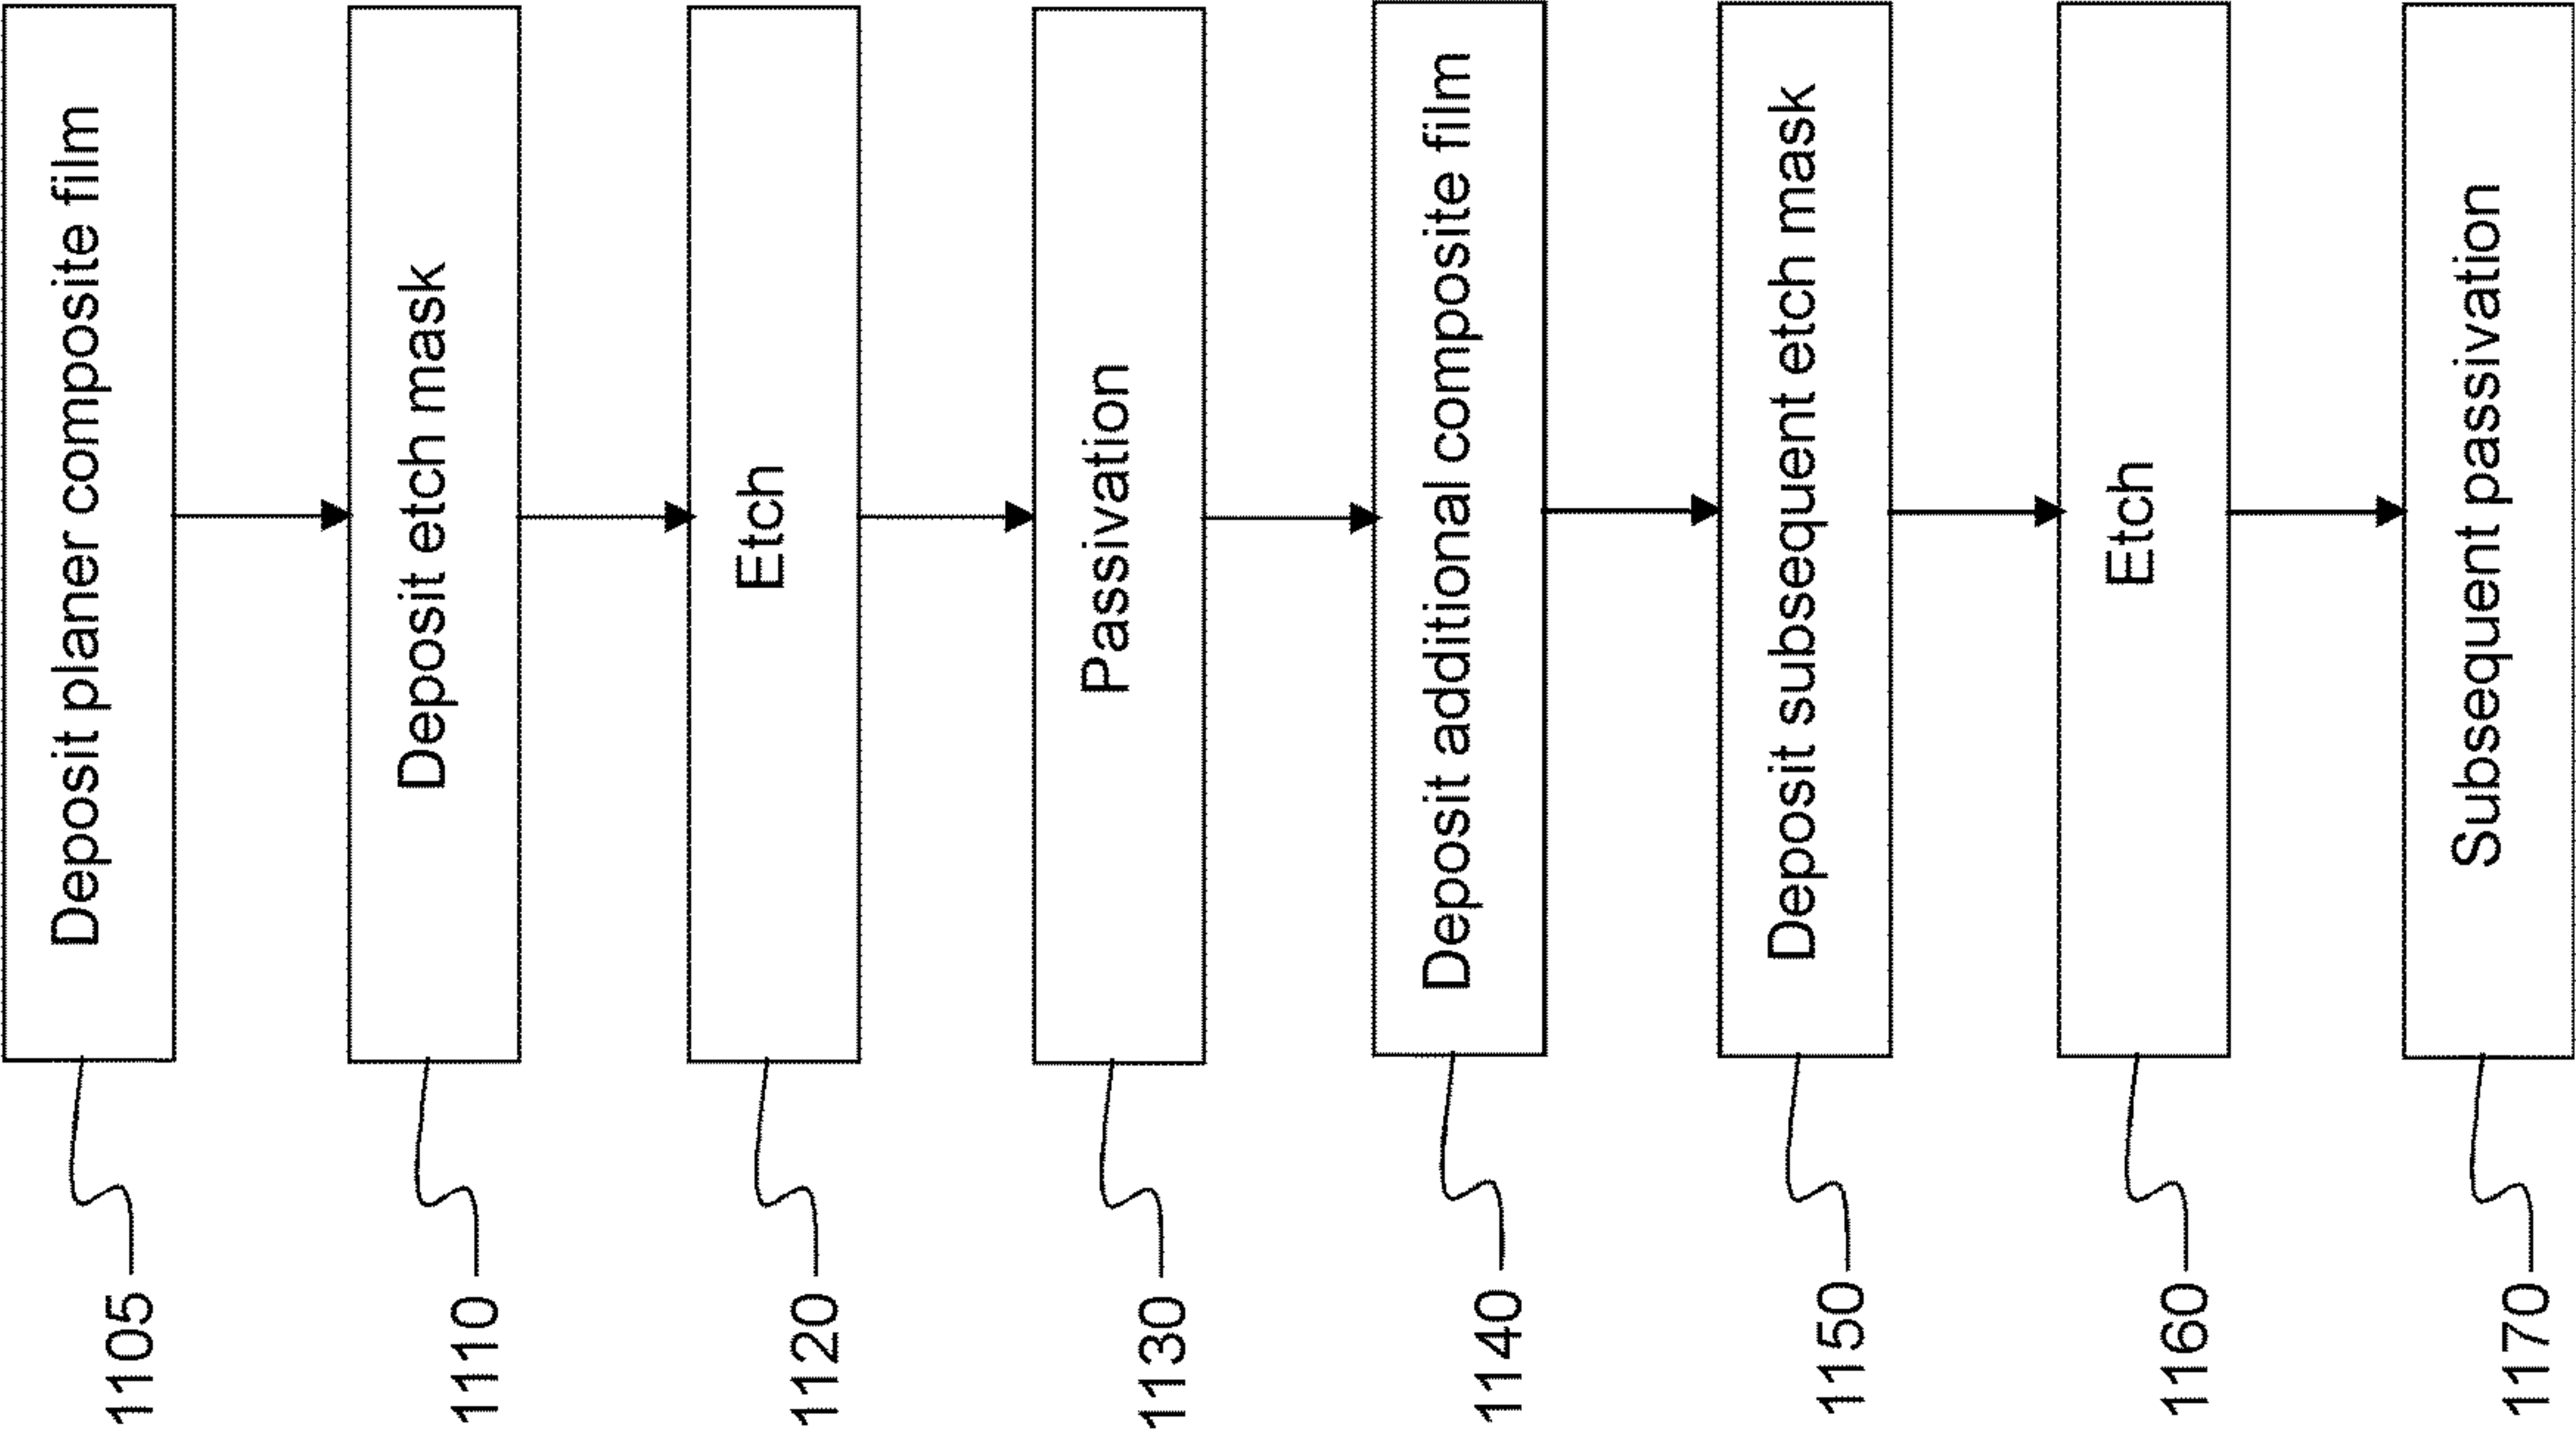 Deposit planer composite film
1105
Deposit etch mask
1110
Etch
1120
Passivation
1130
Deposit additional composite film
1140
Deposit subsequent etch mask
1150
Etch
1160
Subsequent passivation
1170